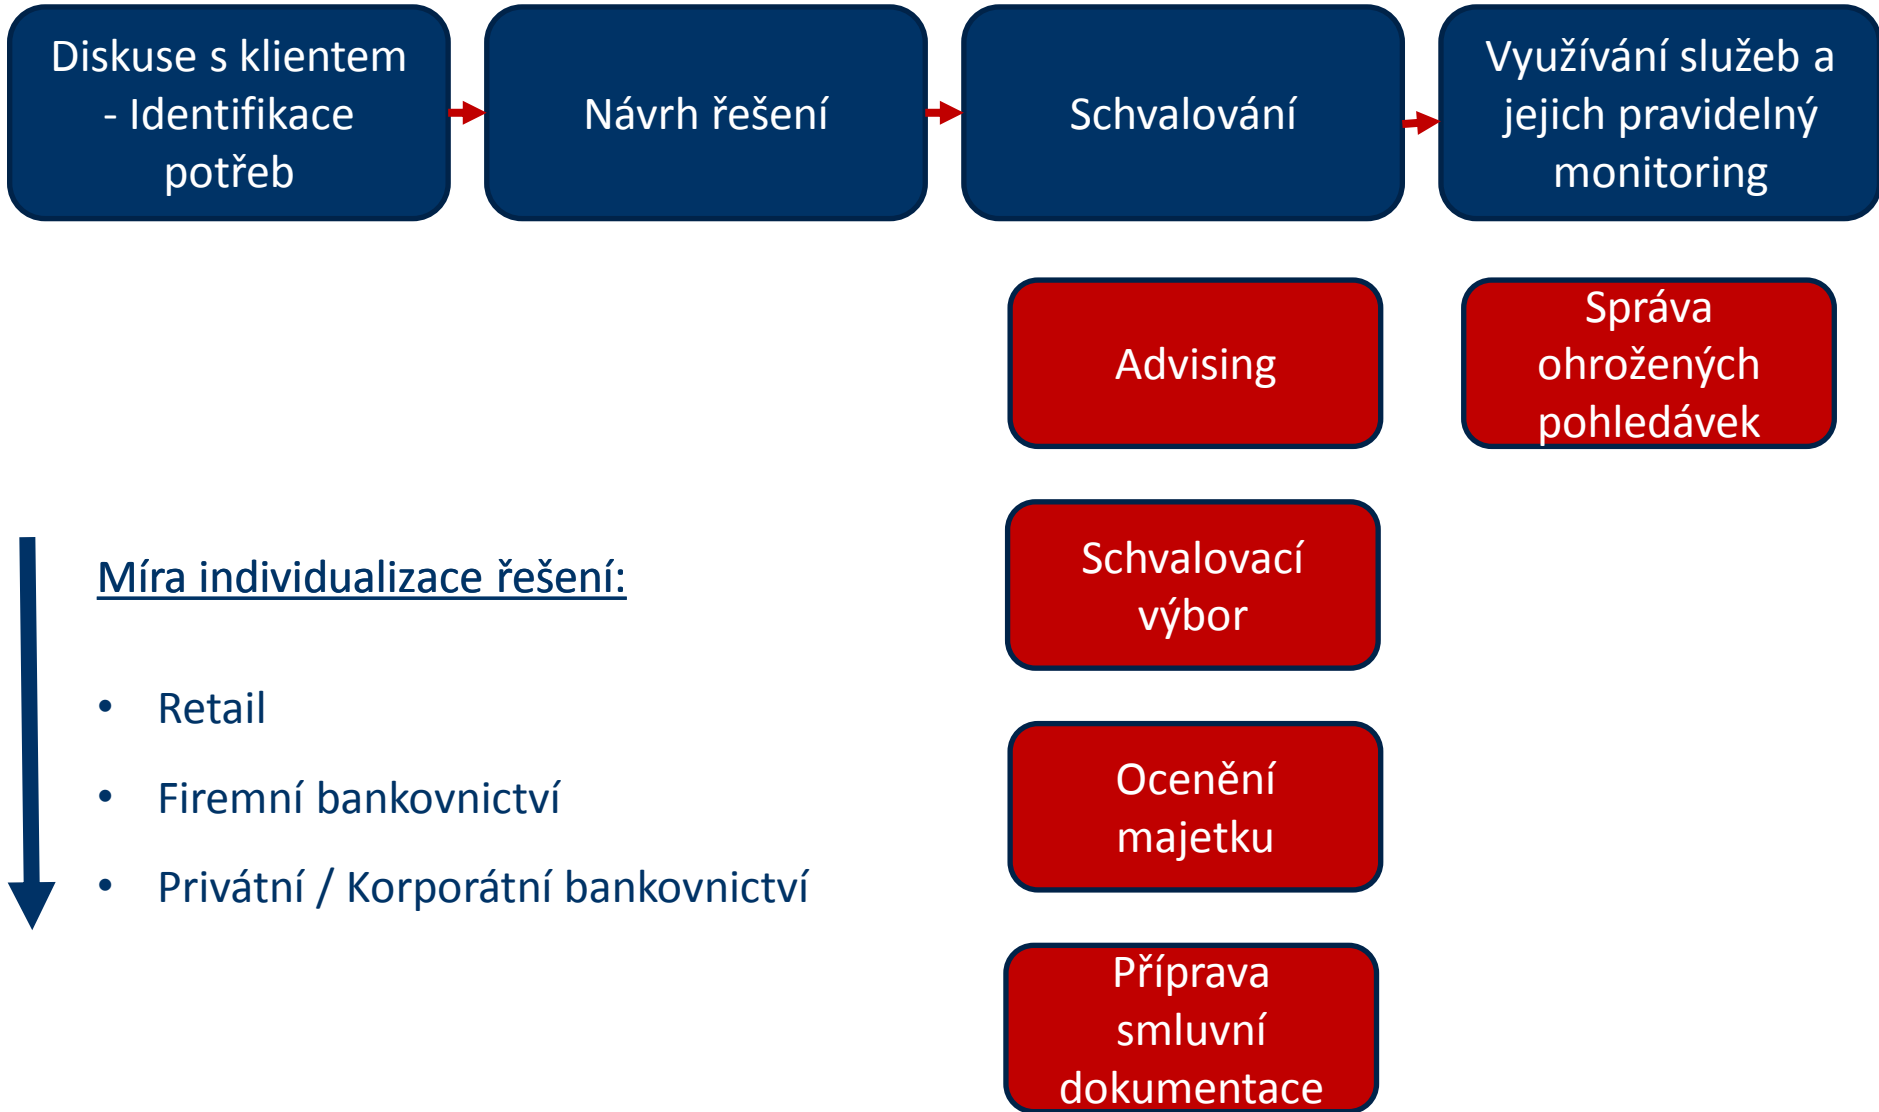 Diskuse s klientem
- Identifikace
potřeb
Návrh řešení
Schvalování
Využívání služeb a
jejich pravidelný
monitoring
Advising
Správa
ohrožených
pohledávek
Schvalovací
výbor
Míra individualizace řešení:
• Retail
• Firemní bankovnictví
• Privátní / Korporátní bankovnictví
Ocenění
majetku
Příprava
smluvní
dokumentace